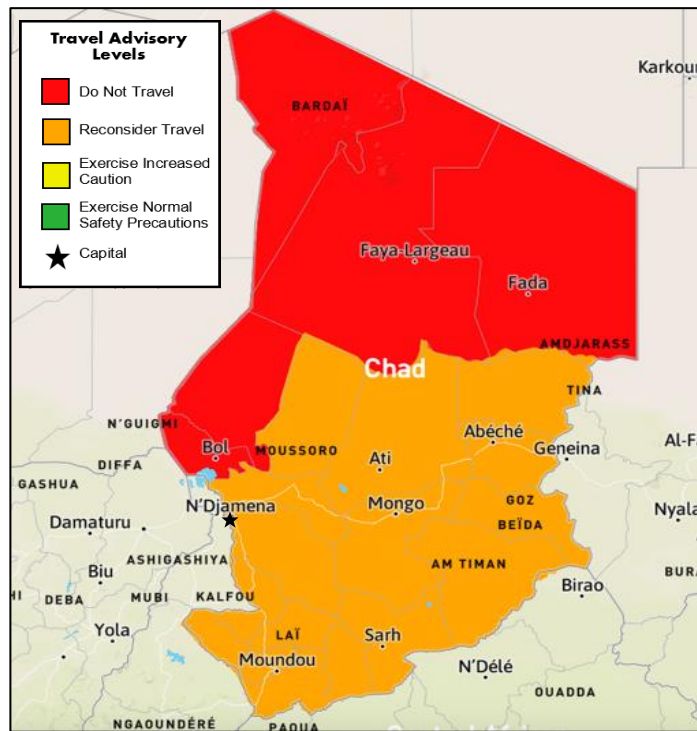 Travel Advisory
Levels
Do Not Travel
Reconsider Travel
Exercise Increased
Caution
Exercise Normal
Safety Precautions
Capital
Karkour
BARDAÏ
Faya-Largeau
Fada
AMDJARASS
Chad
TINA
N'GUIGMI
Bol
MOUSSORO
Abéché
Geneina
Al-Fa
DIFFA
Ati
GASHUA
N'Djamena
Mongo
GOZ
BEÏDA
Nyala
Damaturu
ASHIGASHIYA
AM TIMAN
Biu
BURA
HI
DEBA
MUBI
KALFOU
Birao
Yola
LAÏ
Sarh
Moundou
N'Délé
OUADDA
NGAOUNDÉRÉ
PAOUA